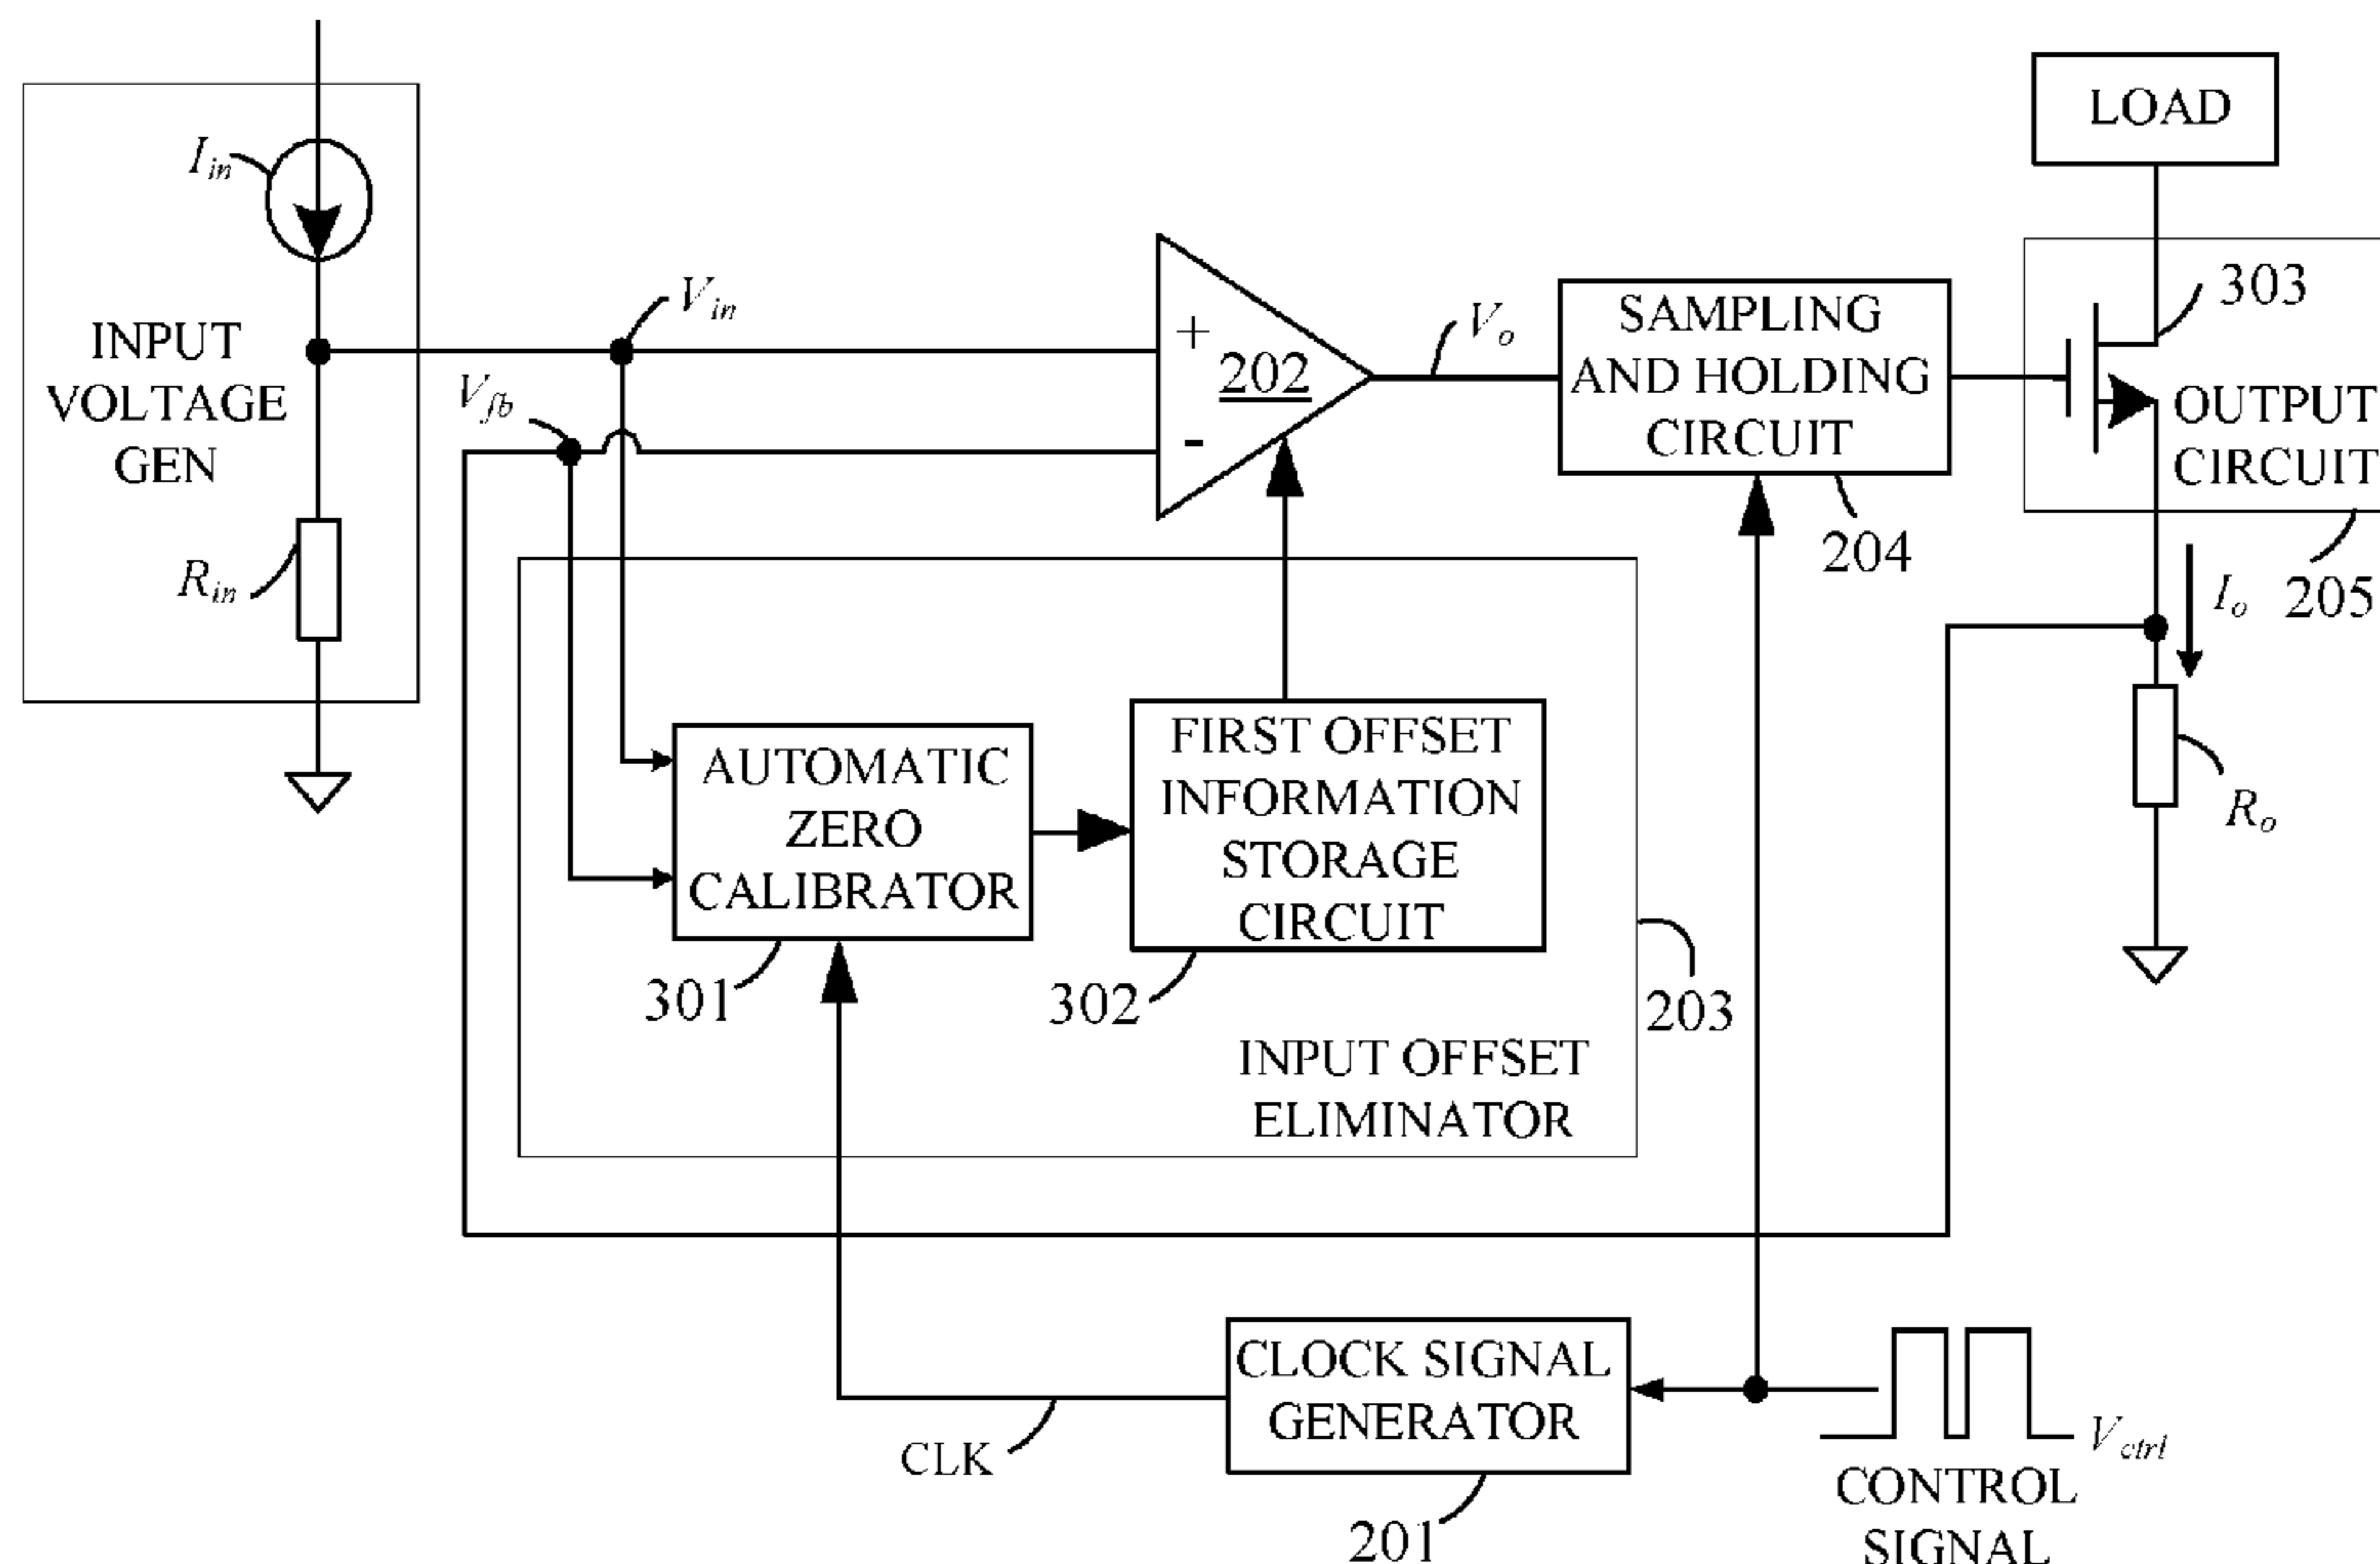 LOAD
I_in
303
V_in
SAMPLING
AND HOLDING
CIRCUIT
V_o
+
202
-
INPUT
VOLTAGE
GEN
V_fb
OUTPUT
CIRCUIT
204
R_in
I_o
205
FIRST OFFSET
INFORMATION
STORAGE
CIRCUIT
AUTOMATIC
ZERO
CALIBRATOR
R_o
301
302
203
INPUT OFFSET
ELIMINATOR
CLOCK SIGNAL
GENERATOR
CLK
V_ctrl
CONTROL
SIGNAL
201